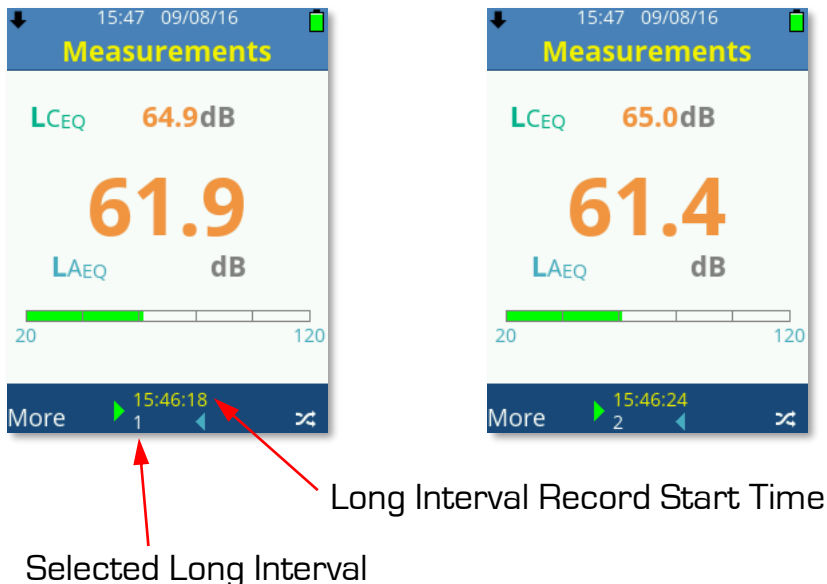 15:47 09/08/16
Measurements
LCEQ 64.9dB
61.9
LAEQ dB
20 120
15:46:18
More 1
15:47 09/08/16
Measurements
LCEQ 65.0dB
61.4
LAEQ dB
20 120
15:46:24
More 2
Long Interval Record Start Time
Selected Long Interval